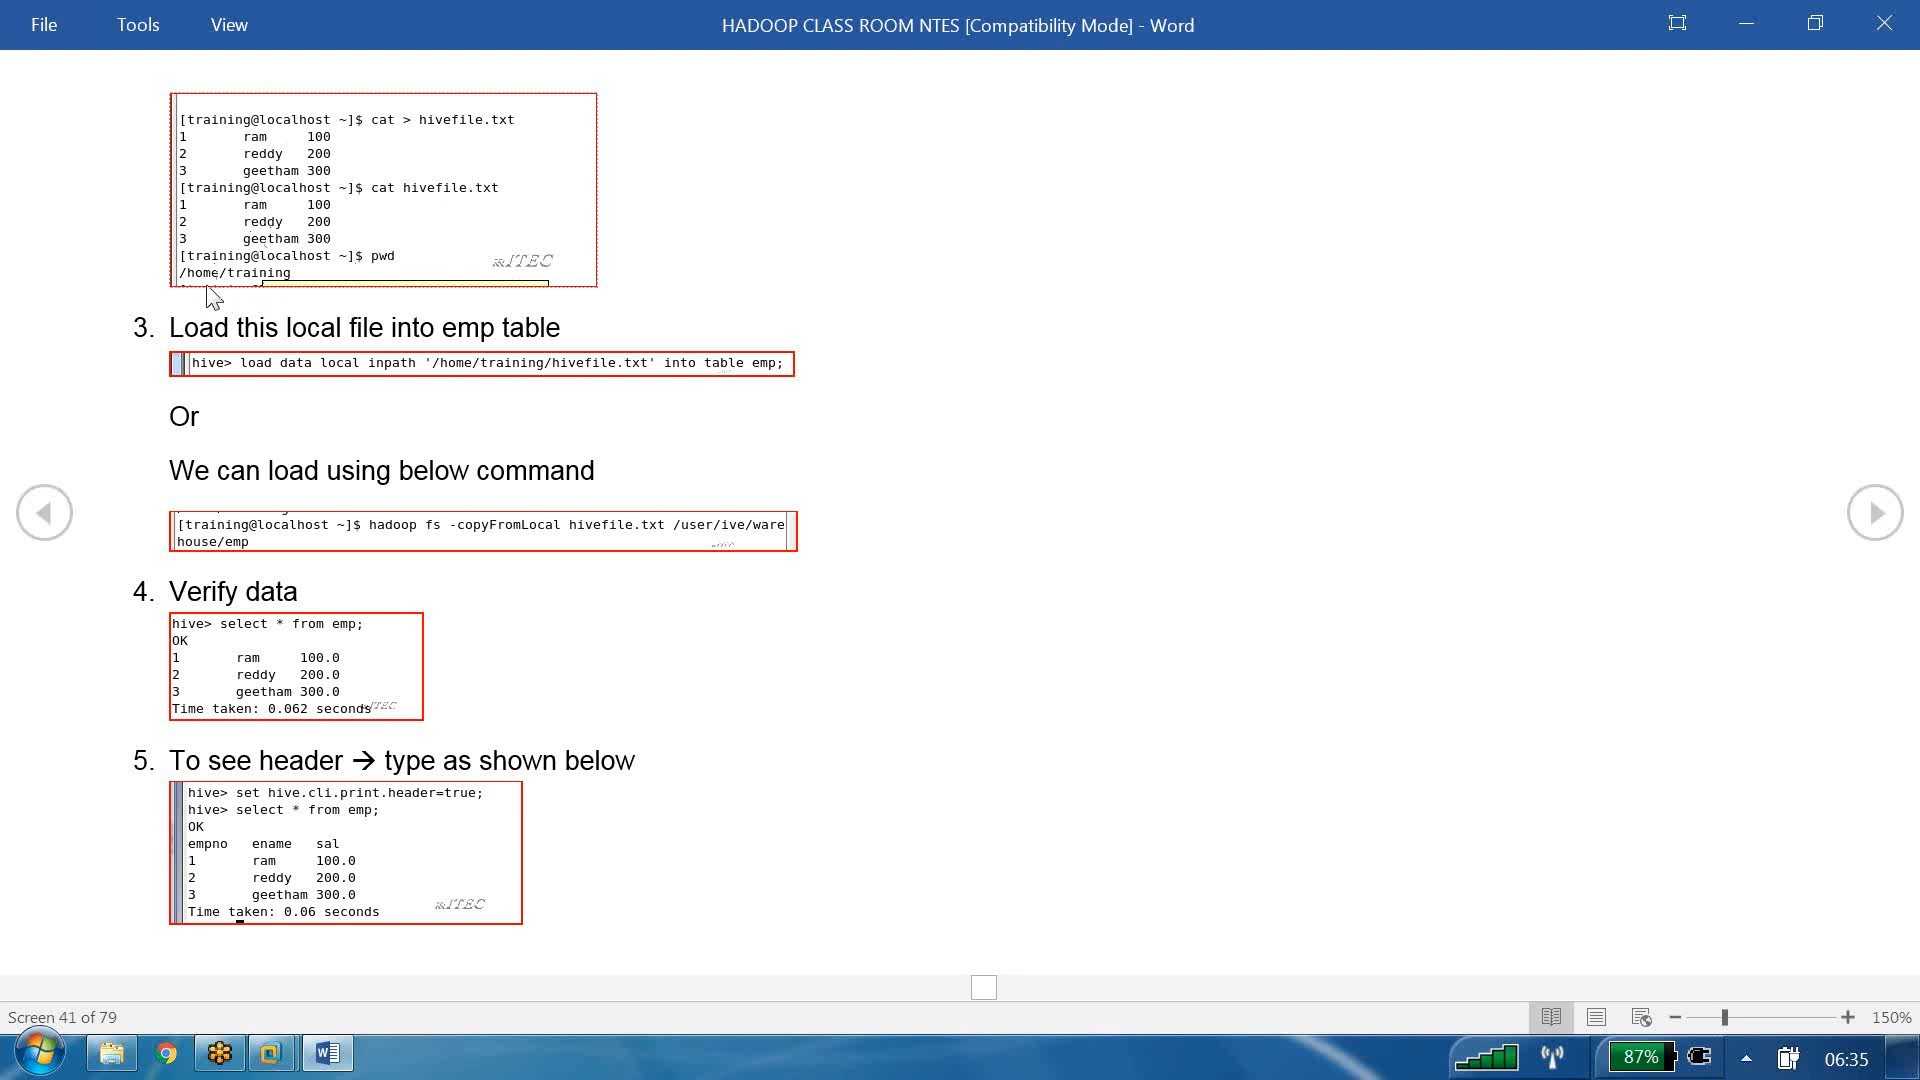 File Tools View HADOOP CLASS ROOM NTES [Compatibility Mode] - Word
[training@localhost ~]$ cat > hivefile.txt
1 ram 100
2 reddy 200
3 geetham 300
[training@localhost ~]$ cat hivefile.txt
1 ram 100
2 reddy 200
3 geetham 300
[training@localhost ~]$ pwd
ITEC
/home/training
3. Load this local file into emp table
hive> load data local inpath '/home/training/hivefile.txt' into table emp;
Or
We can load using below command
[training@localhost ~]$ hadoop fs -copyFromLocal hivefile.txt /user/ive/ware
house/emp
4. Verify data
hive> select * from emp;
OK
1 ram 100.0
2 reddy 200.0
3 geetham 300.0
Time taken: 0.062 seconds
ITEC
5. To see header → type as shown below
hive> set hive.cli.print.header=true;
hive> select * from emp;
OK
empno ename sal
1 ram 100.0
2 reddy 200.0
3 geetham 300.0
ITEC
Time taken: 0.06 seconds
Screen 41 of 79
150%
87%
06:35